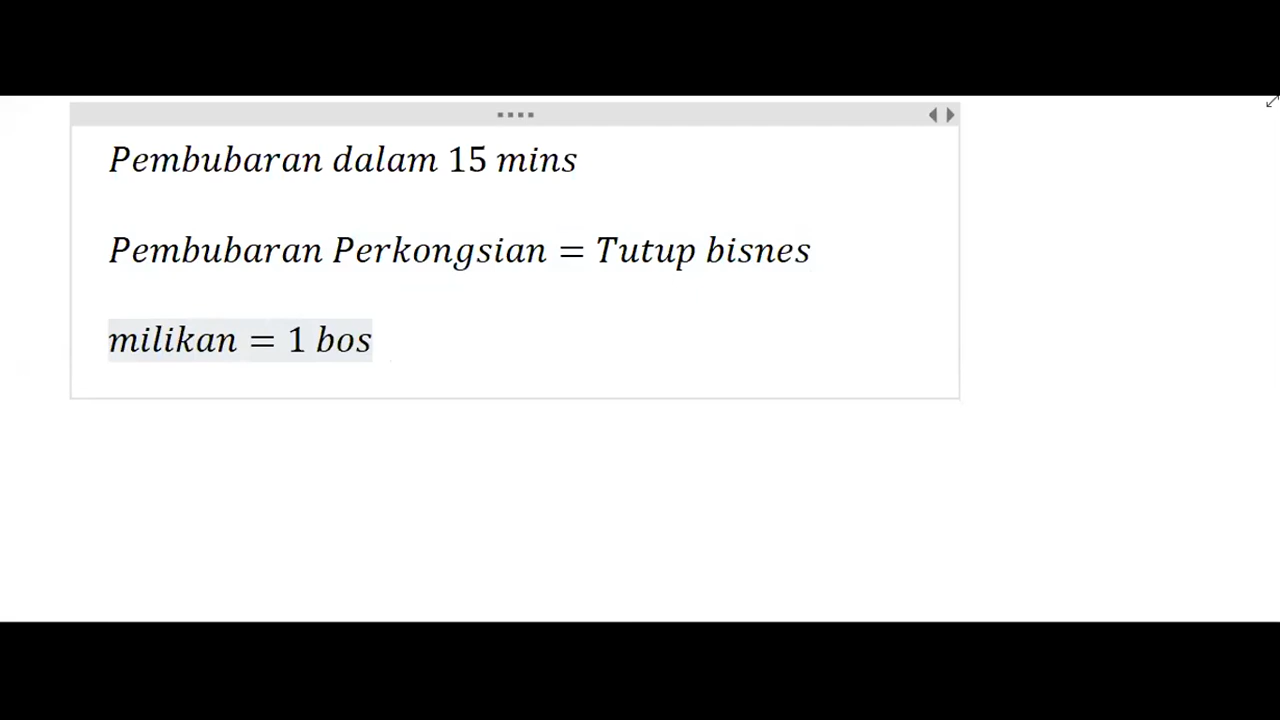 Pembubaran dalam 15 mins
Pembubaran Perkongsian = Tutup bisnes
milikan = 1 bos